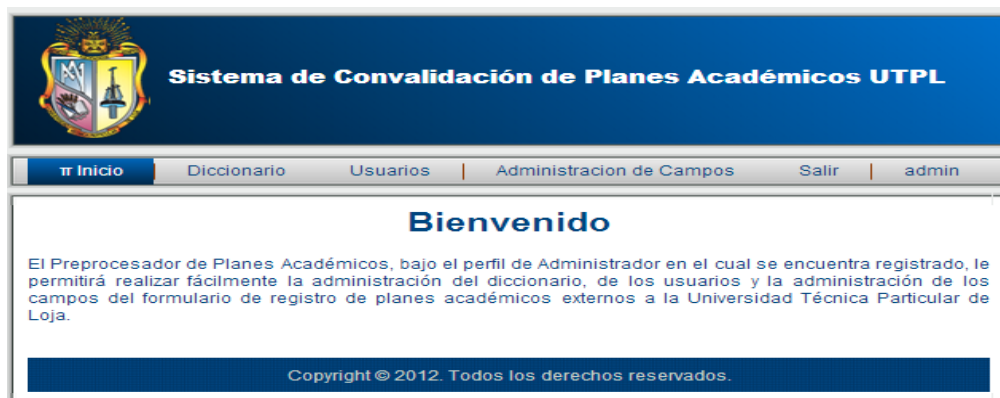 Sistema de Convalidación de Planes Académicos UTPL
π Inicio | Diccionario Usuarios | Administracion de Campos Salir | admin
Bienvenido
El Preprocesador de Planes Académicos, bajo el perfil de Administrador en el cual se encuentra registrado, le
permitirá realizar fácilmente la administración del diccionario, de los usuarios y la administración de los
campos del formulario de registro de planes académicos externos a la Universidad Técnica Particular de
Loja.
Copyright © 2012. Todos los derechos reservados.